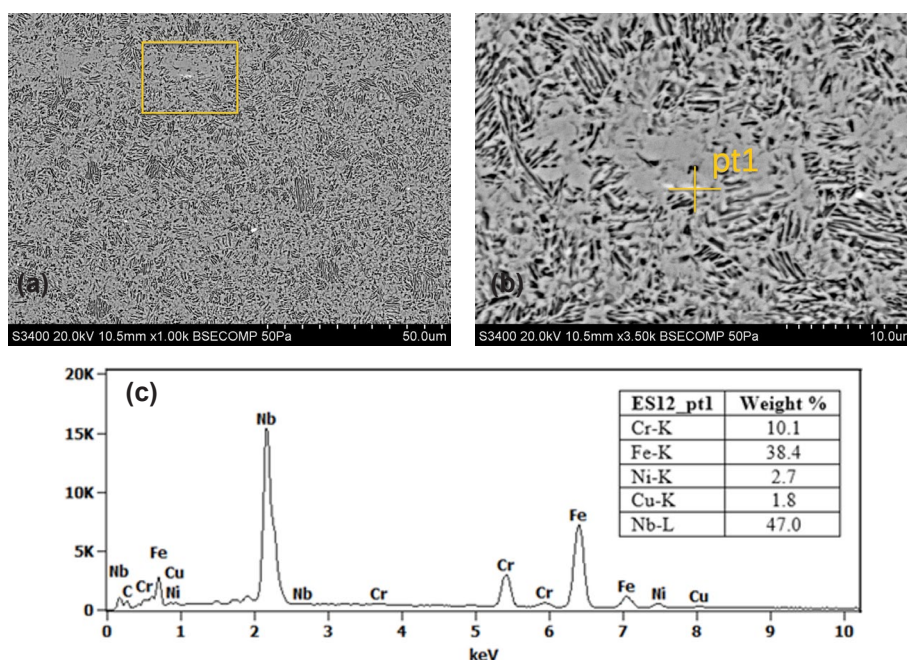 (a)
S3400 20.0kV 10.5mm x1.00k BSECOMP 50Pa 50.0um
pt1
(b)
S3400 20.0kV 10.5mm x3.50k BSECOMP 50Pa 10.0um
(c)
20K
15K
10K
5K
0
Nb
C
Cr
Fe
Cu
Ni
Nb
Nb
Cr
Cr
Cr
Fe
Fe
Ni
Cu
0 1 2 3 4 5 6 7 8 9 10
keV
ES12_pt1 Weight %
Cr-K 10.1
Fe-K 38.4
Ni-K 2.7
Cu-K 1.8
Nb-L 47.0